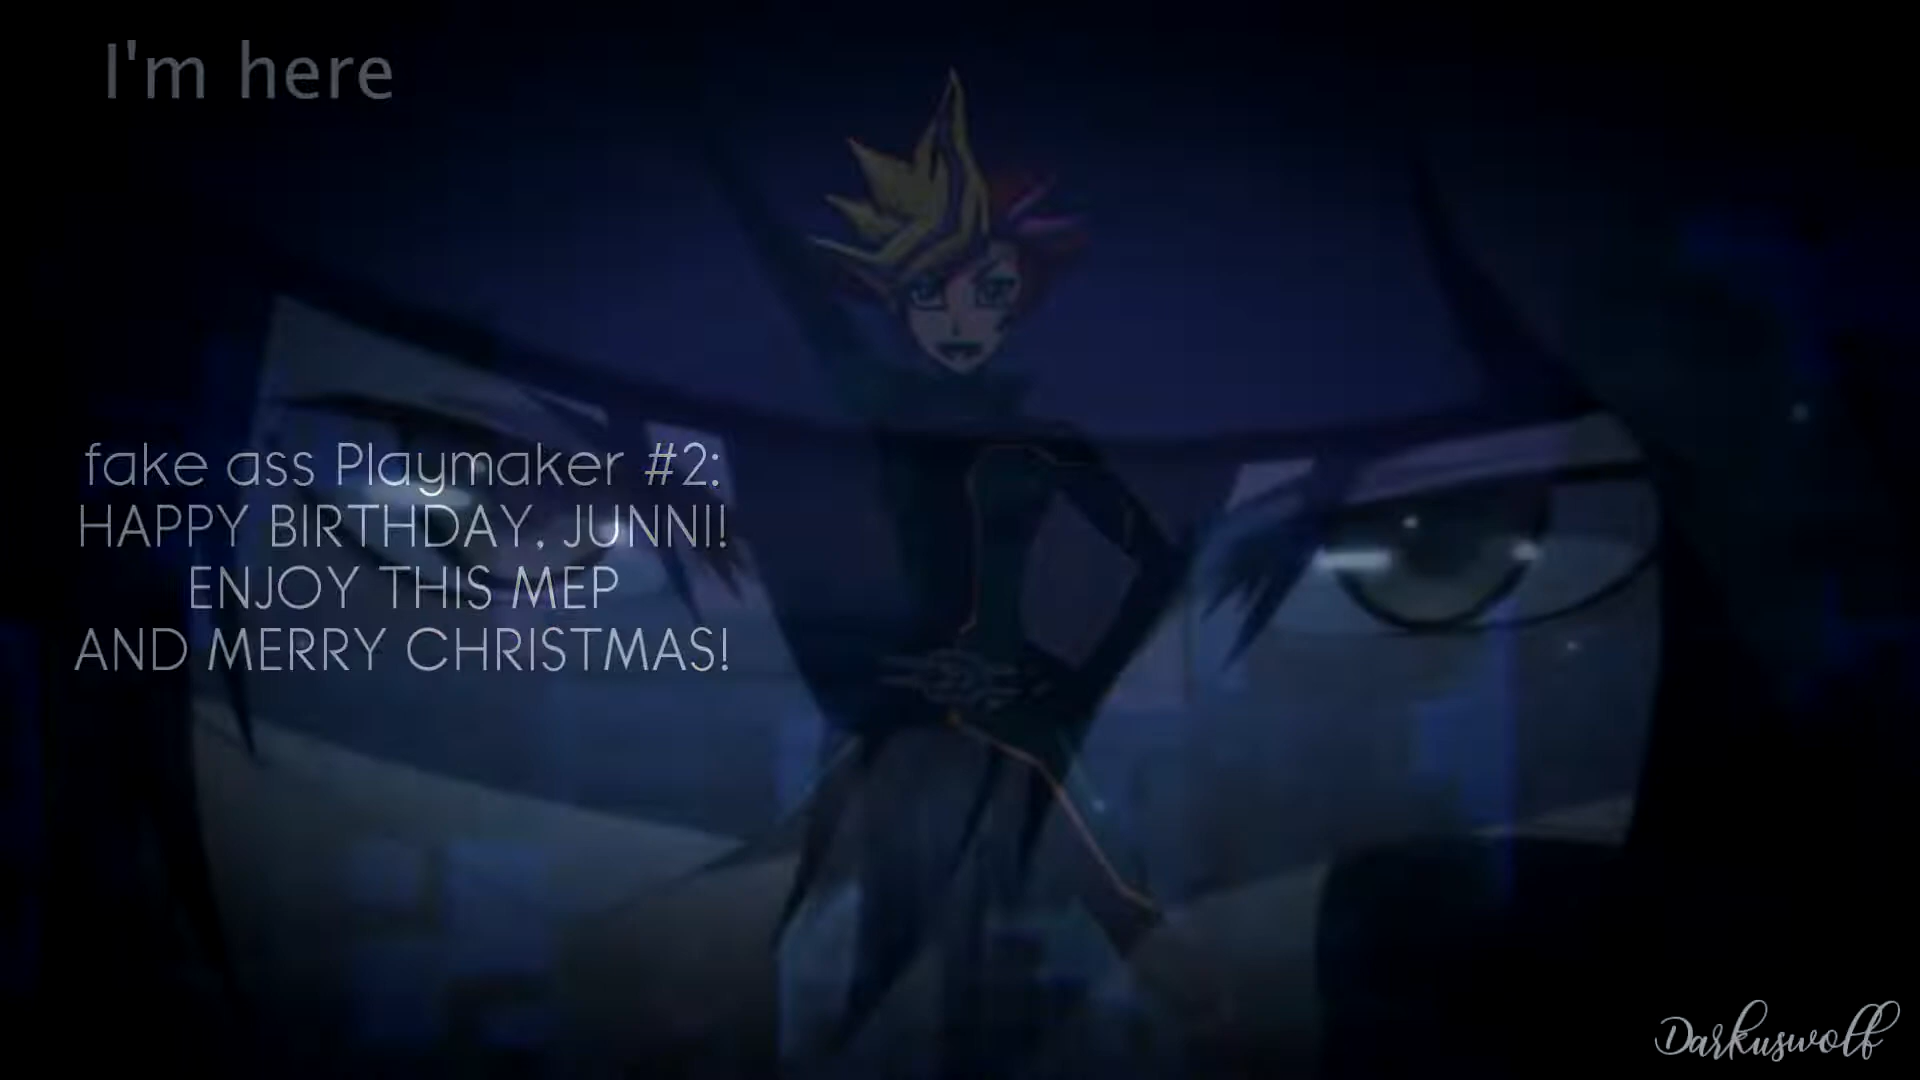 I'm here
fake ass Playmaker #2:
HAPPY BIRTHDAY, JUNNI!
ENJOY THIS MEP
AND MERRY CHRISTMAS!
Darkuswolf